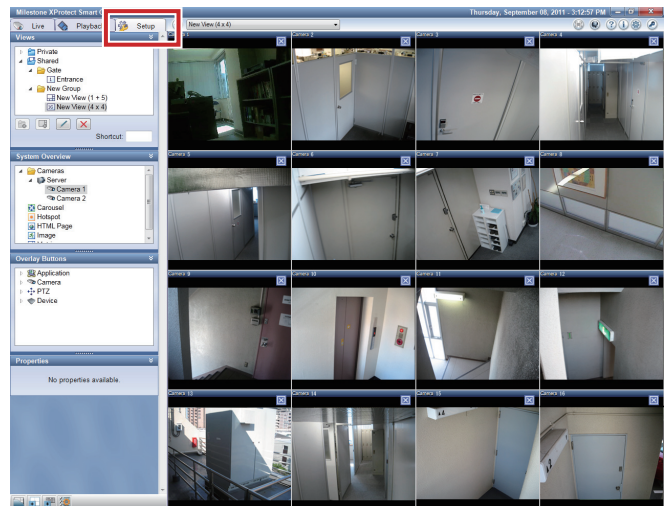 Milestone XProtect Smart C
Thursday, September 08, 2011 - 3:12:57 PM
Live
Playback
Setup
New View (4 x 4)
Views
Private
Shared
Gate
Entrance
New Group
New View (1 + 5)
New View (4 x 4)
Shortcut:
System Overview
Cameras
Server
Camera 1
Camera 2
Carousel
Hotspot
HTML Page
Image
Overlay Buttons
Application
Camera
PTZ
Device
Properties
No properties available.
Camera 2
Camera 3
Camera 4
Camera 5
Camera 6
Camera 7
Camera 8
Camera 9
Camera 10
Camera 11
Camera 12
Camera 13
Camera 14
Camera 15
Camera 16